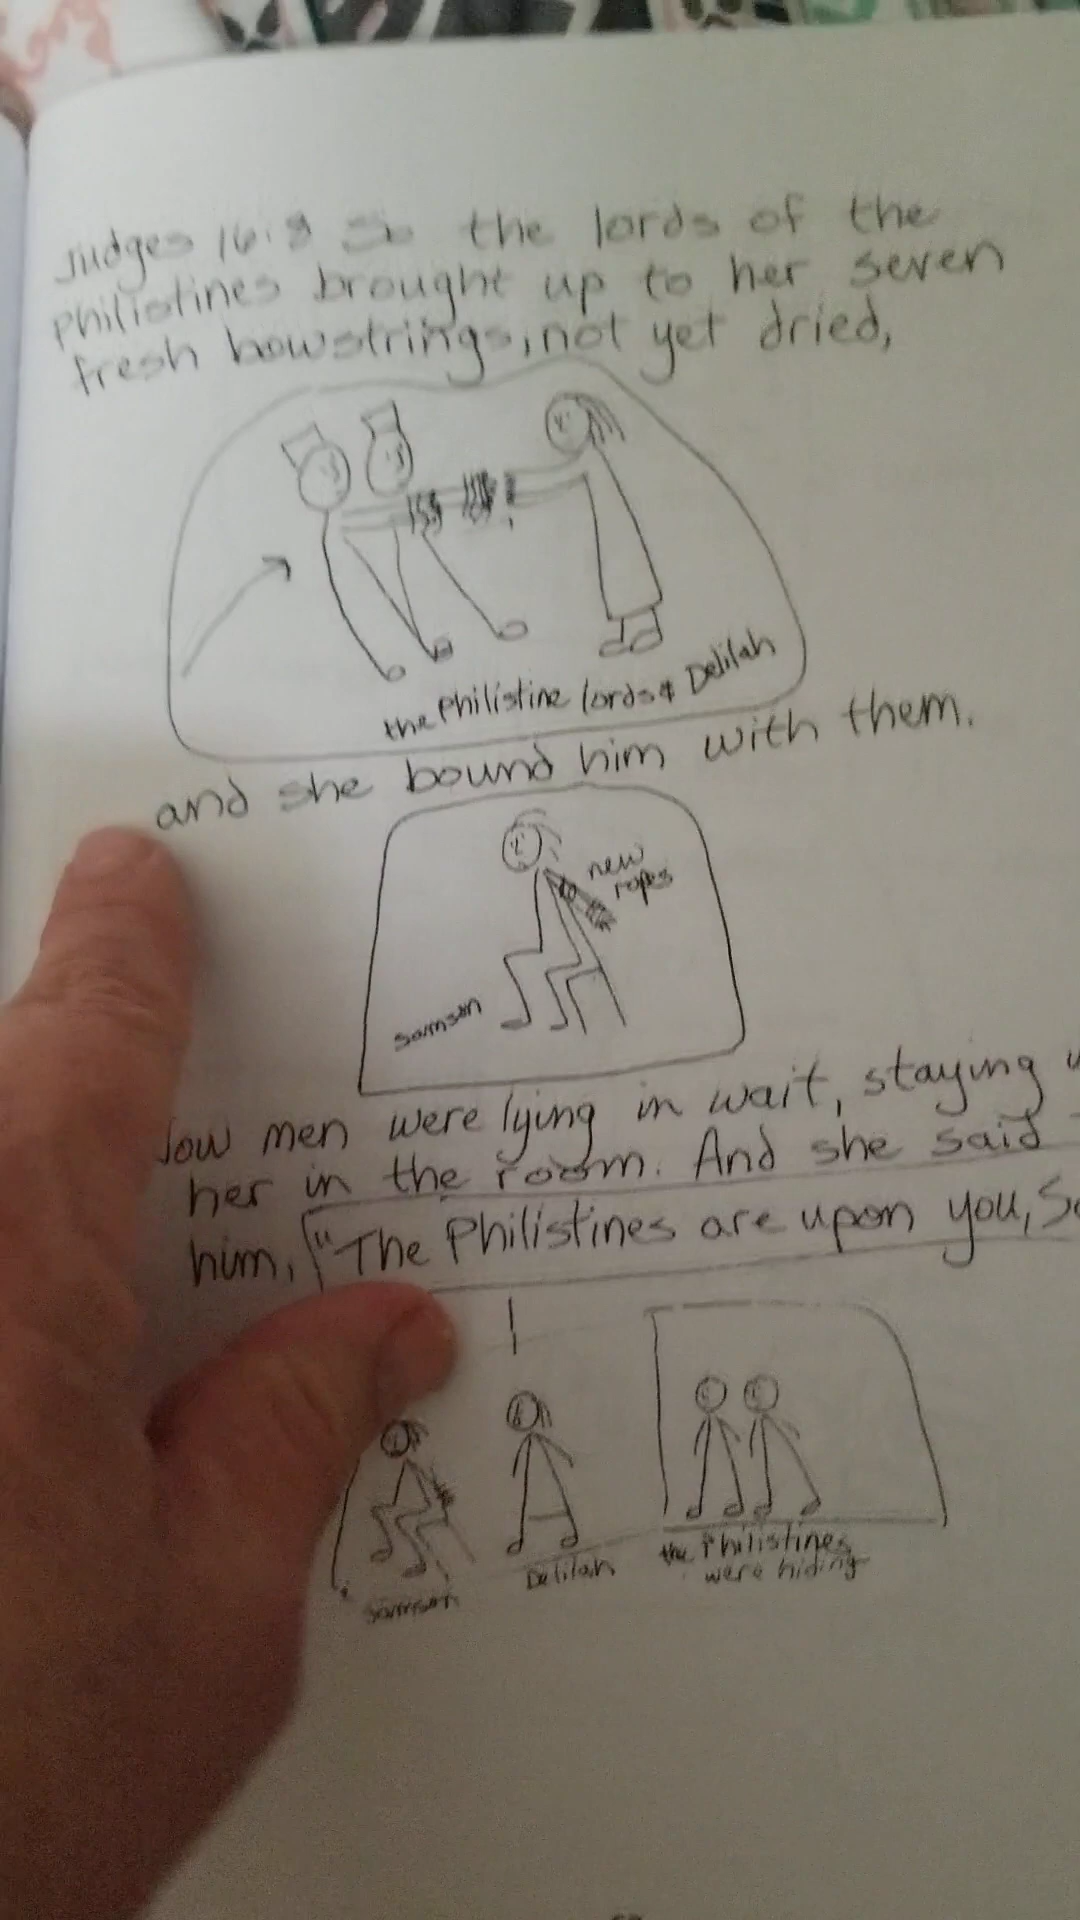 Judges 16:8 So the lords of the
Philistines brought up to her seven
fresh bowstrings, not yet dried,
the Philistine lords & Delilah
and she bound him with them.
new
ropes
Samson
Now men were lying in wait, staying
her in the room. And she said
him, "The Philistines are upon you,
Samson
Delilah
the Philistines
were hiding